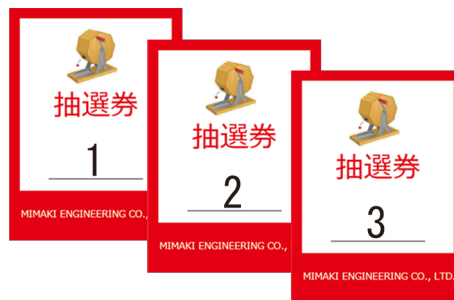 抽選券
1
MIMAKI ENGINEERING CO.,
抽選券
2
MIMAKI ENGINEERING CO.,
抽選券
3
MIMAKI ENGINEERING CO., LTD.